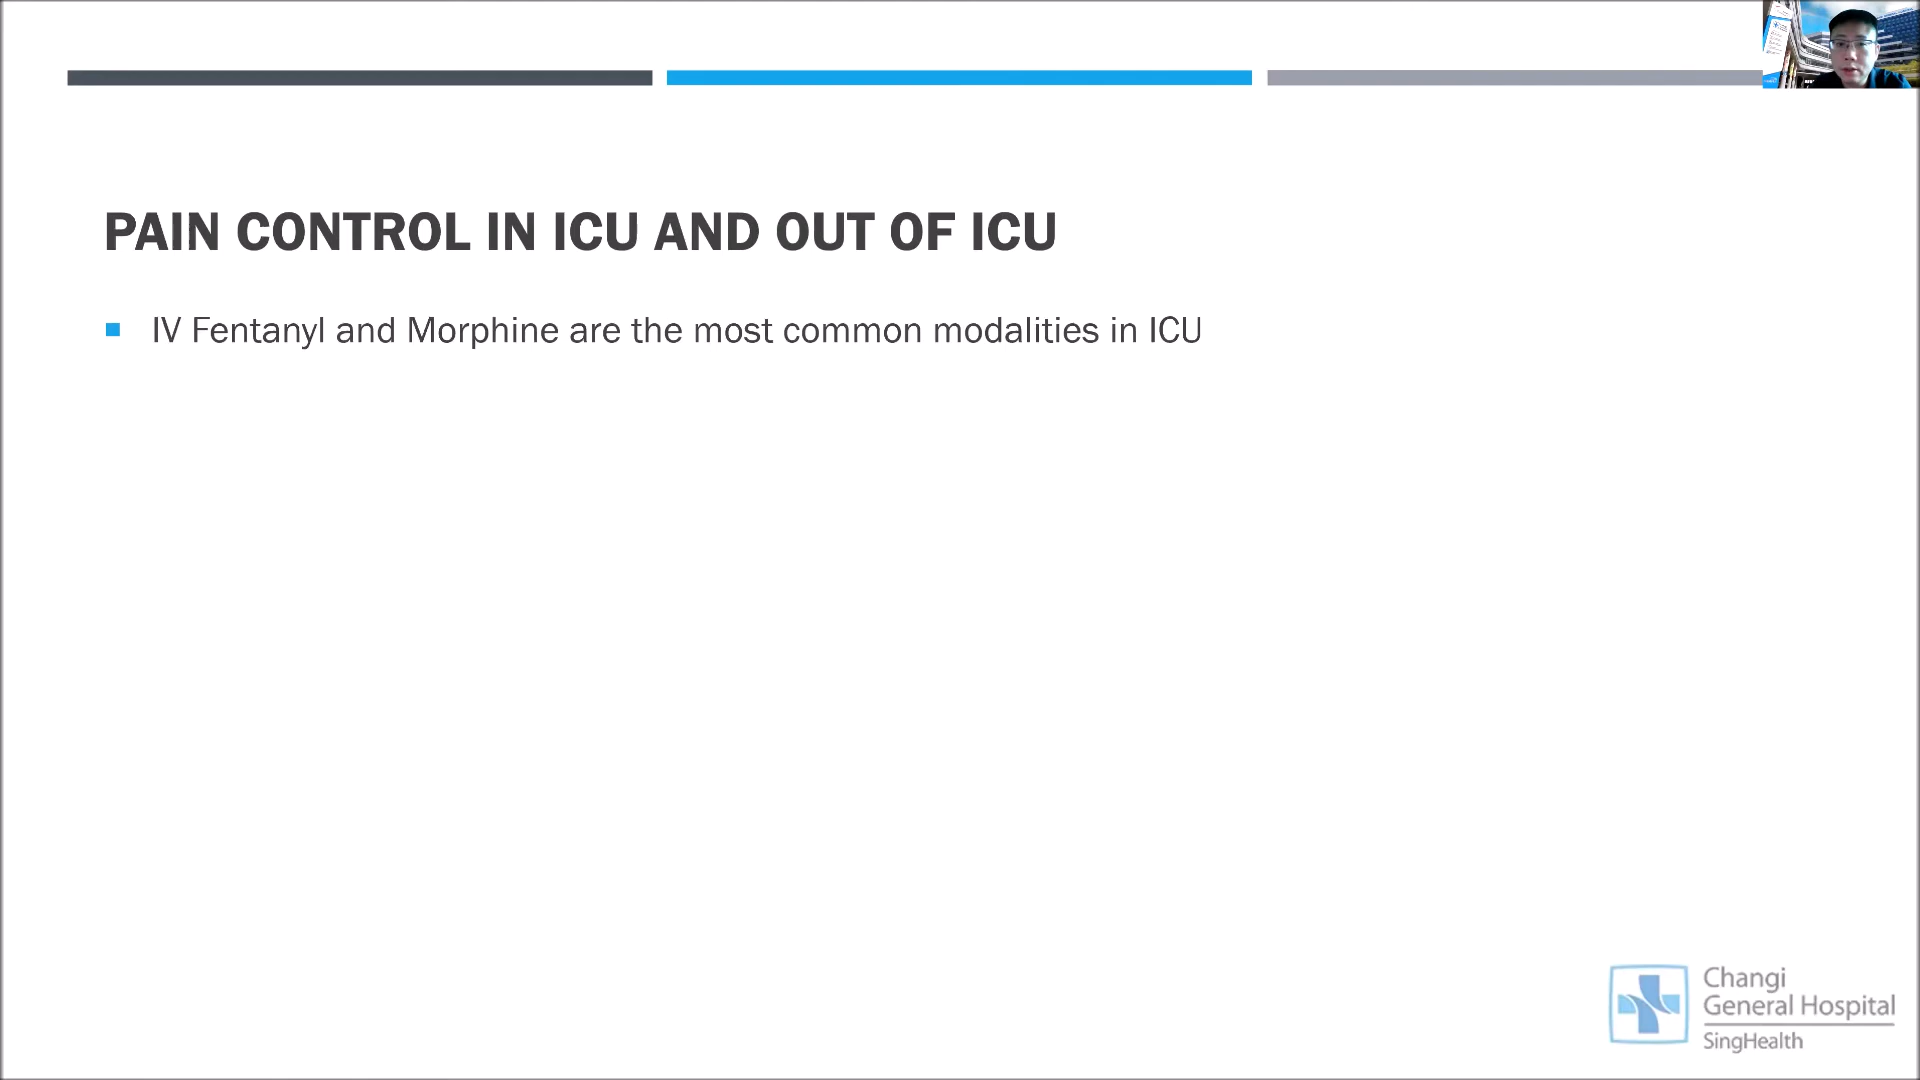 PAIN CONTROL IN ICU AND OUT OF ICU
IV Fentanyl and Morphine are the most common modalities in ICU
Changi
General Hospital
SingHealth